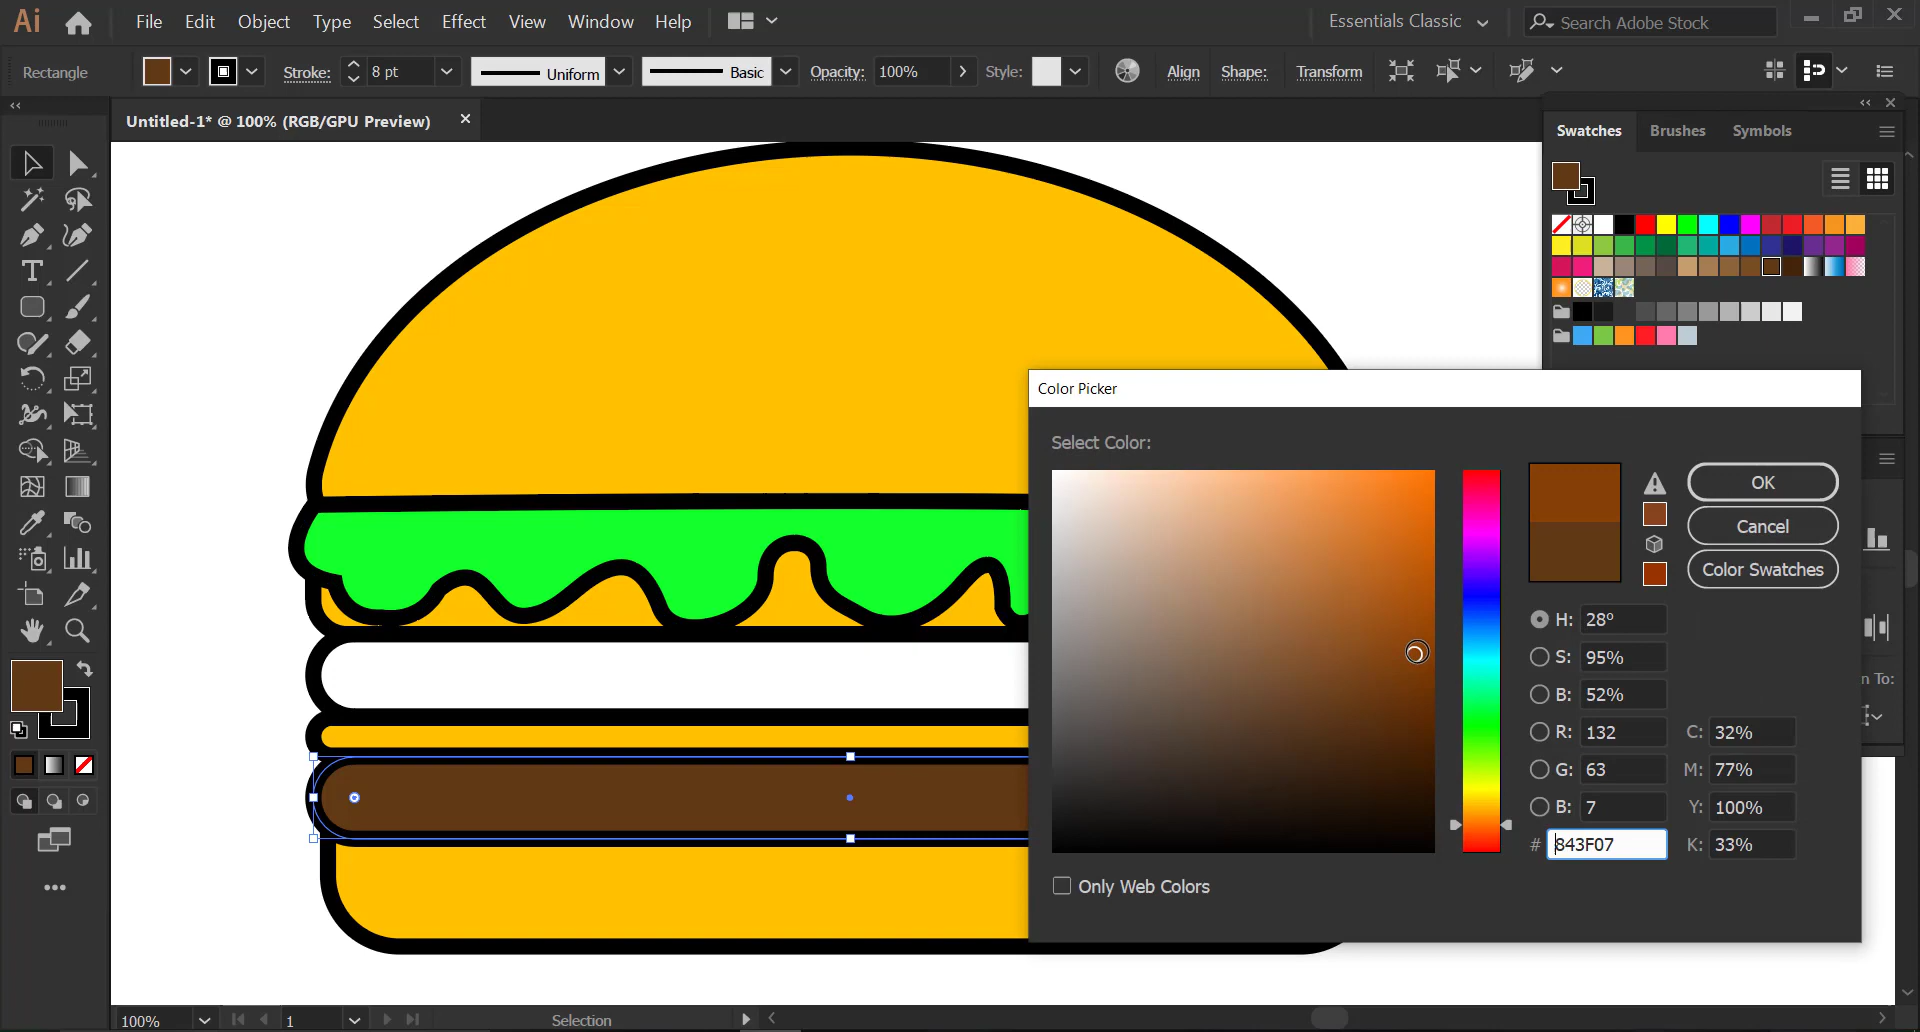 Ai File Edit Object Type Select Effect View Window Help Essentials Classic Search Adobe Stock
Rectangle Stroke: 8 pt Uniform Basic Opacity: 100% Style: Align Shape: Transform
Untitled-1* @ 100% (RGB/GPU Preview)
Swatches Brushes Symbols
Color Picker
Select Color:
OK
Cancel
Color Swatches
H: 28°
S: 95%
B: 52%
R: 132 C: 32%
G: 63 M: 77%
B: 7 Y: 100%
# 843F07 K: 33%
Only Web Colors
n To:
100% 1 Selection